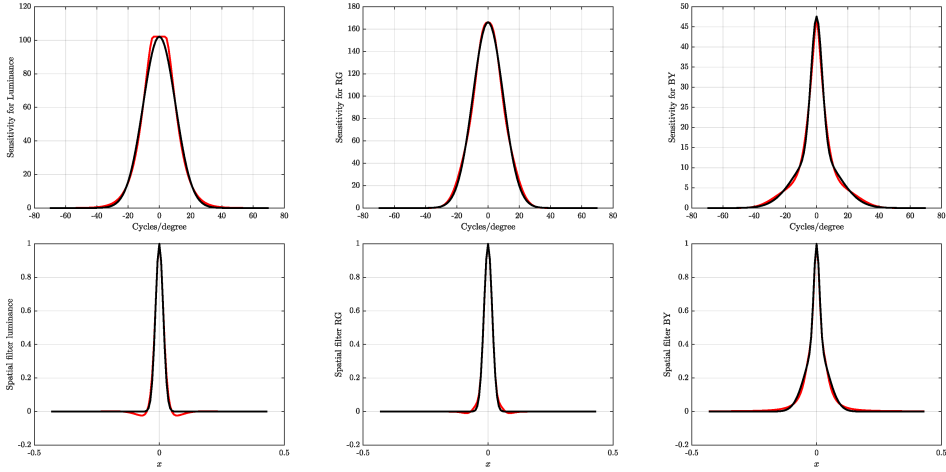 Sensitivity for Luminance
120
100
80
60
40
20
0
-80 -60 -40 -20 0 20 40 60 80
Cycles/degree
Sensitivity for RG
180
160
140
120
100
80
60
40
20
0
-80 -60 -40 -20 0 20 40 60 80
Cycles/degree
Sensitivity for BY
50
45
40
35
30
25
20
15
10
5
0
-80 -60 -40 -20 0 20 40 60 80
Cycles/degree
Spatial filter luminance
1
0.8
0.6
0.4
0.2
0
-0.2
-0.5 0 0.5
x
Spatial filter RG
1
0.8
0.6
0.4
0.2
0
-0.2
-0.5 0 0.5
x
Spatial filter BY
1
0.8
0.6
0.4
0.2
0
-0.2
-0.5 0 0.5
x